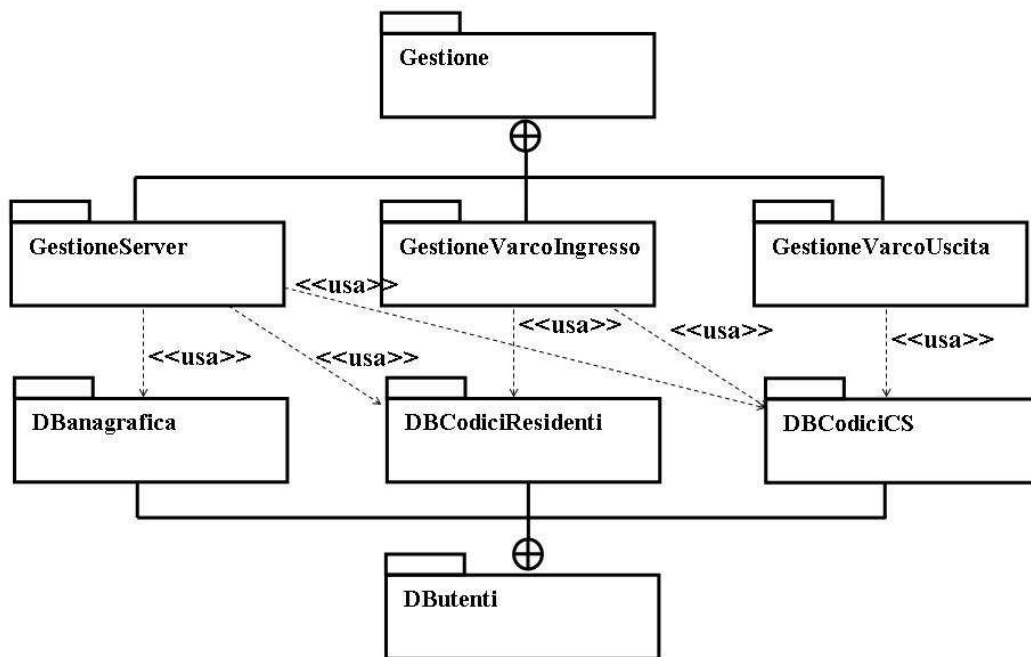 Gestione
GestioneServer
GestioneVarcoIngresso
GestioneVarcoUscita
<<usa>>
<<usa>>
<<usa>>
<<usa>>
<<usa>>
<<usa>>
DBanagrafica
DBCodiciResidenti
DBCodiciCS
DButenti